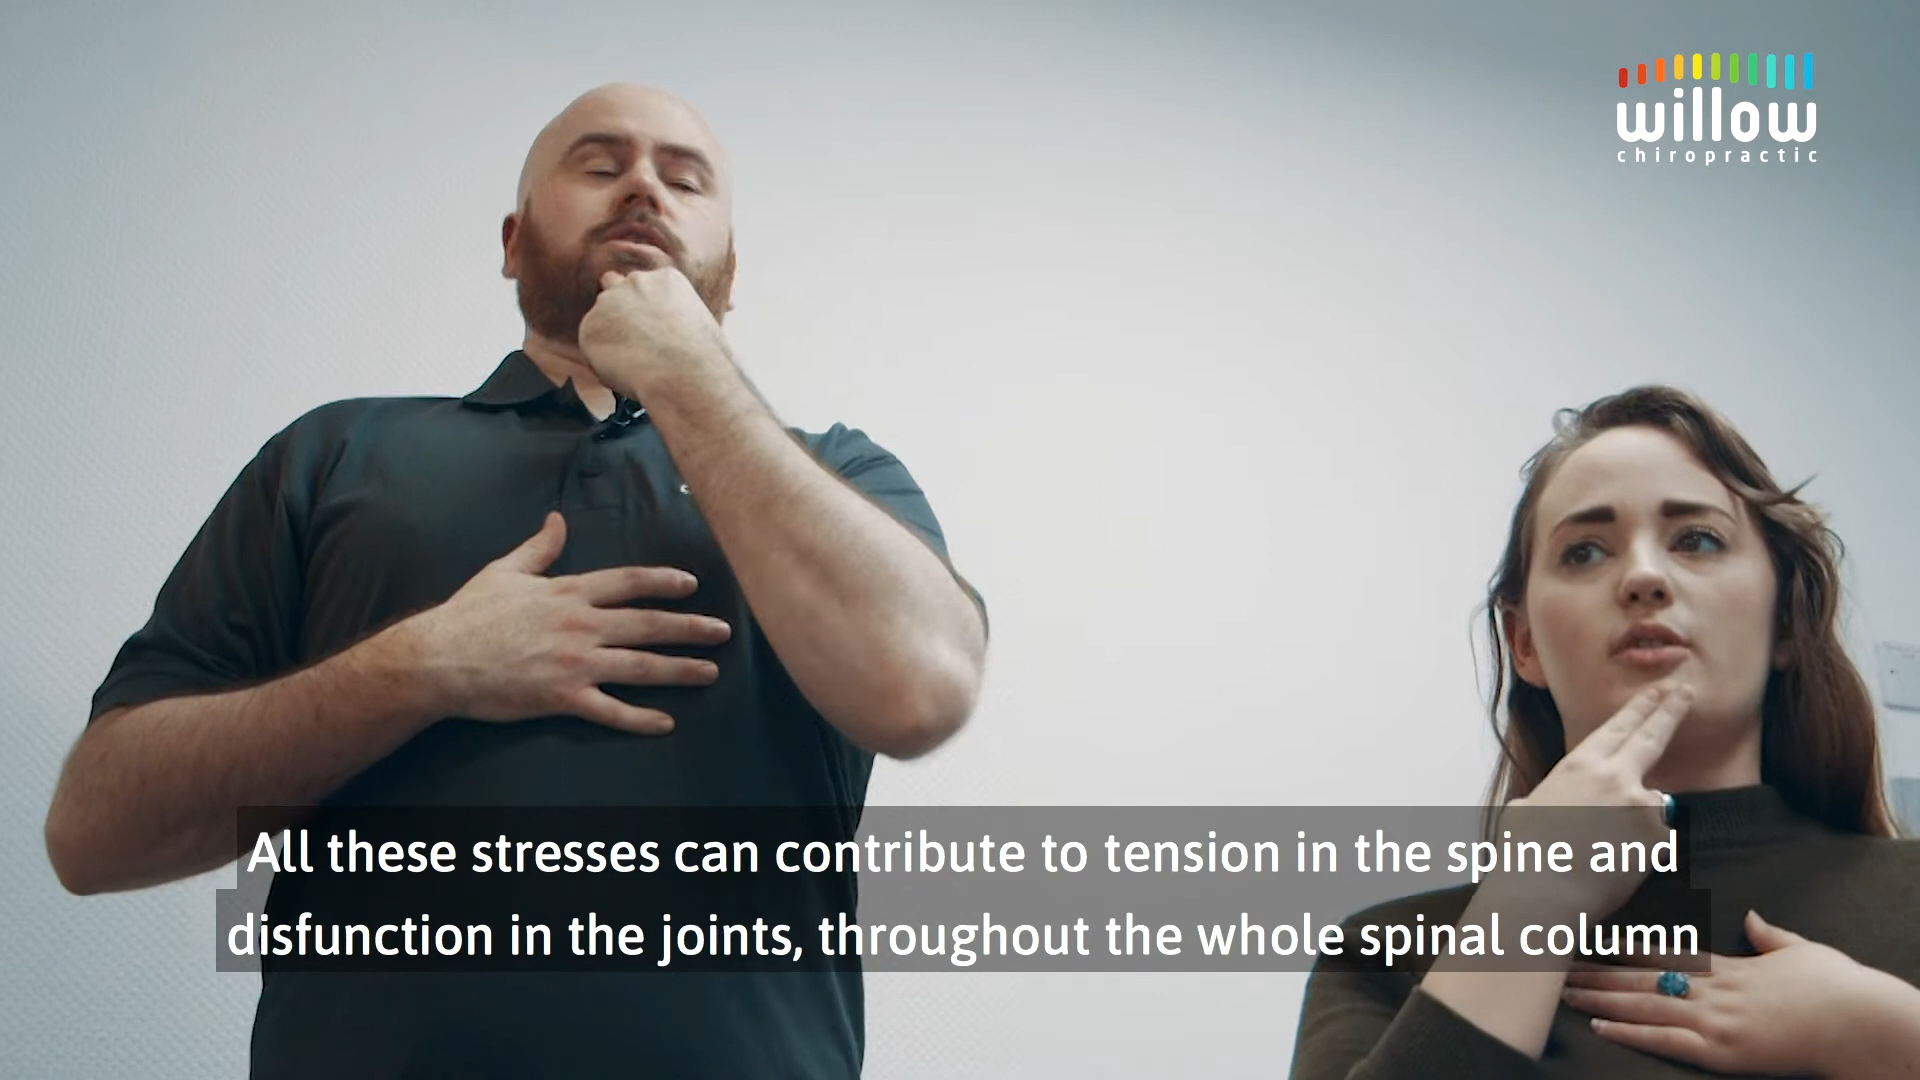 willow
chiropractic
All these stresses can contribute to tension in the spine and
disfunction in the joints, throughout the whole spinal column